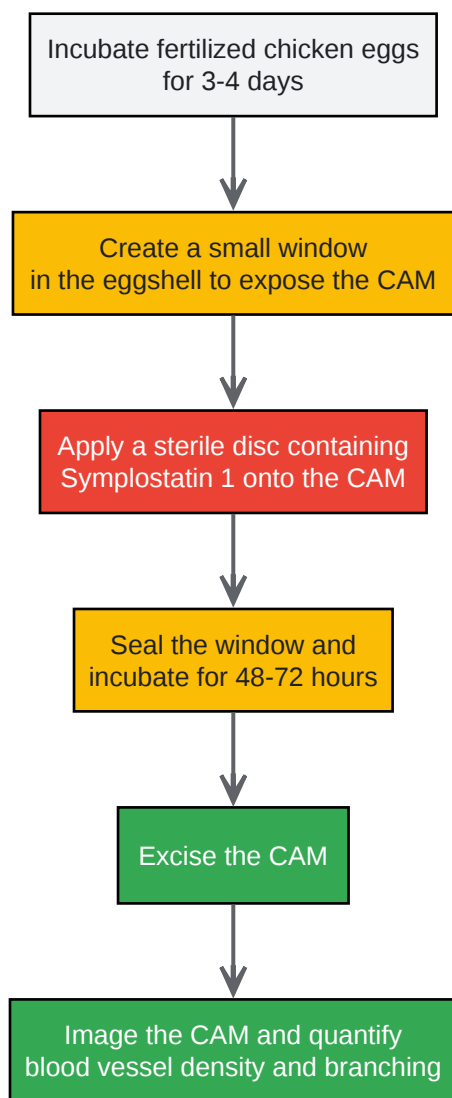 Incubate fertilized chicken eggs
for 3-4 days
Create a small window
in the eggshell to expose the CAM
Apply a sterile disc containing
Symplostatin 1 onto the CAM
Seal the window and
incubate for 48-72 hours
Excise the CAM
Image the CAM and quantify
blood vessel density and branching